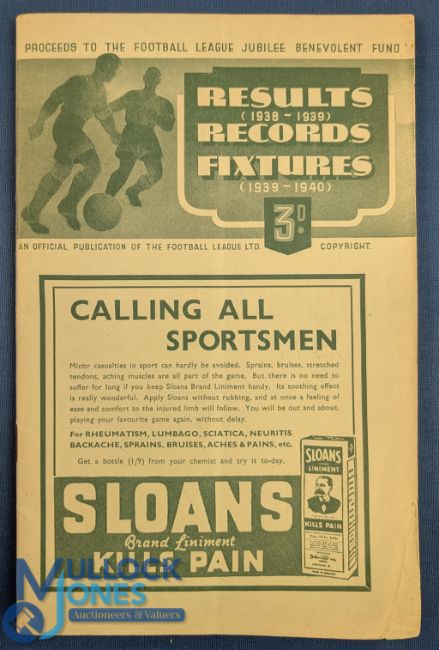 PROCEEDS TO THE FOOTBALL LEAGUE JUBILEE BENEVOLENT FUND
RESULTS
(1938-1939)
RECORDS
FIXTURES
(1939-1940)
3D.
AN OFFICIAL PUBLICATION OF THE FOOTBALL LEAGUE LTD. COPYRIGHT.
CALLING ALL
SPORTSMEN
Minor casualties in sport can hardly be avoided. Sprains, bruises, stretched
tendons, aching muscles are all part of the game. But there is no need to
suffer for long if you keep Sloans Brand Liniment handy. Its soothing effect
is really wonderful. Apply Sloans without rubbing, and at once a feeling of
ease and comfort to the injured limb will follow. You will be out and about,
playing your favourite game again, without delay.
For RHEUMATISM, LUMBAGO, SCIATICA, NEURITIS
BACKACHE, SPRAINS, BRUISES, ACHES & PAINS, etc.
Get a bottle (1/9) from your chemist and try it to-day.
SLOANS
LINIMENT
KILLS PAIN
SLOANS
Brand Liniment
KILLS PAIN
MULLOCK
JONES
Auctioneers & Valuers